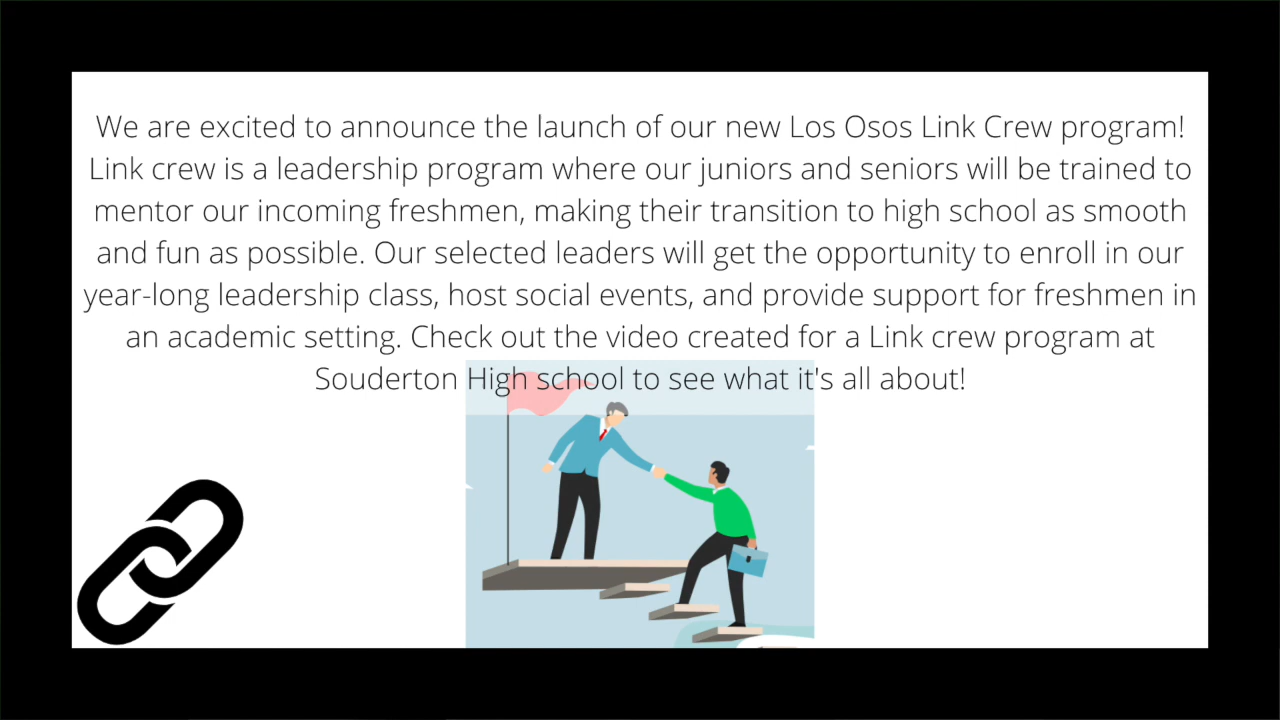 We are excited to announce the launch of our new Los Osos Link Crew program!
Link crew is a leadership program where our juniors and seniors will be trained to
mentor our incoming freshmen, making their transition to high school as smooth
and fun as possible. Our selected leaders will get the opportunity to enroll in our
year-long leadership class, host social events, and provide support for freshmen in
an academic setting. Check out the video created for a Link crew program at
Souderton High school to see what it's all about!